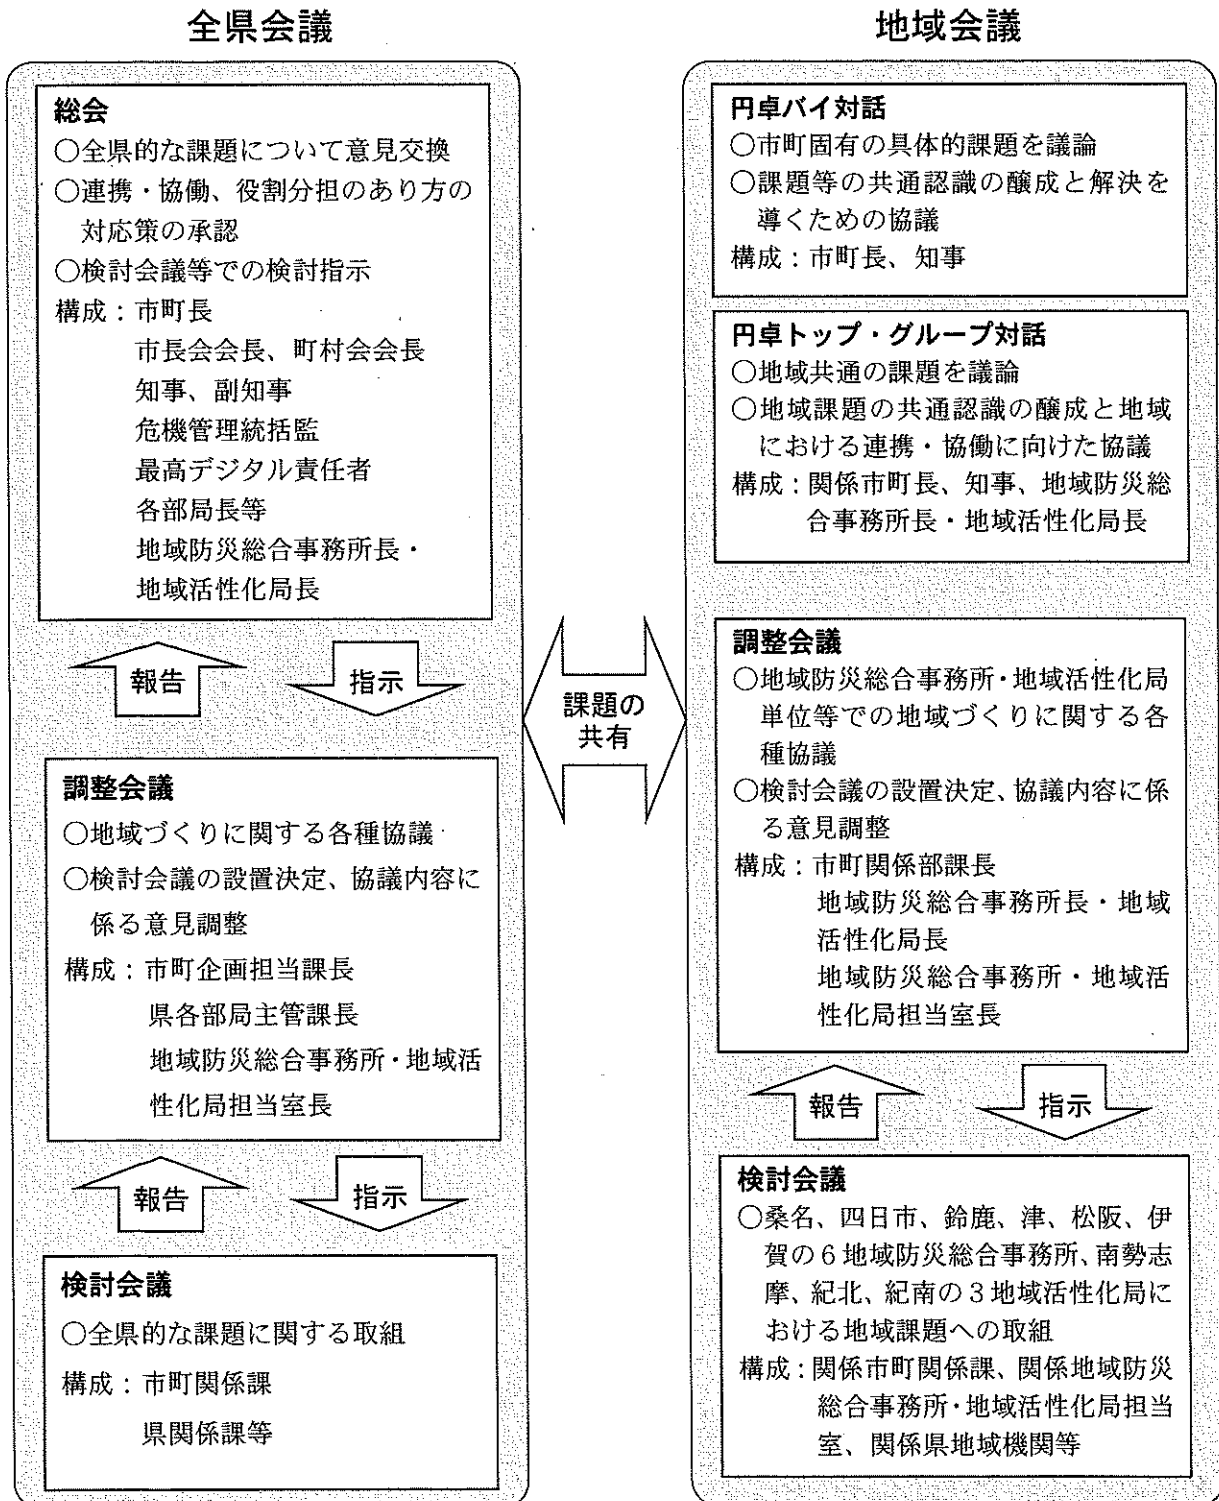 全県会議
総会
○全県的な課題について意見交換
○連携・協働、役割分担のあり方の
対応策の承認
○検討会議等での検討指示
構成：市町長
市長会会長、町村会会長
知事、副知事
危機管理統括監
最高デジタル責任者
各部局長等
地域防災総合事務所長・
地域活性化局長
報告
指示
調整会議
○地域づくりに関する各種協議
○検討会議の設置決定、協議内容に
係る意見調整
構成：市町企画担当課長
県各部局主管課長
地域防災総合事務所・地域活
性化局担当室長
報告
指示
検討会議
○全県的な課題に関する取組
構成：市町関係課
県関係課等
課題の
共有
地域会議
円卓バイ対話
○市町固有の具体的課題を議論
○課題等の共通認識の醸成と解決を
導くための協議
構成：市町長、知事
円卓トップ・グループ対話
○地域共通の課題を議論
○地域課題の共通認識の醸成と地域
における連携・協働に向けた協議
構成：関係市町長、知事、地域防災総
合事務所長・地域活性化局長
調整会議
○地域防災総合事務所・地域活性化局
単位等での地域づくりに関する各
種協議
○検討会議の設置決定、協議内容に係
る意見調整
構成：市町関係部課長
地域防災総合事務所長・地域
活性化局長
地域防災総合事務所・地域活
性化局担当室長
報告
指示
検討会議
○桑名、四日市、鈴鹿、津、松阪、伊
賀の６地域防災総合事務所、南勢志
摩、紀北、紀南の３地域活性化局に
おける地域課題への取組
構成：関係市町関係課、関係地域防災
総合事務所・地域活性化局担当
室、関係県地域機関等